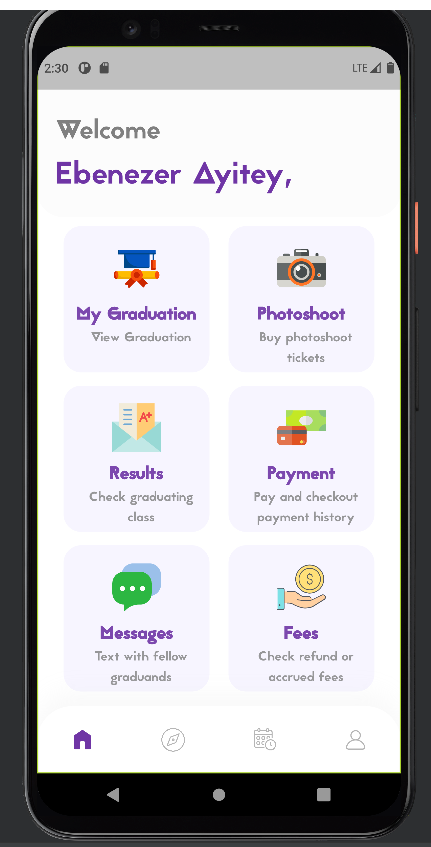 2:30 LTE
Welcome
Ebenezer Ayitey,
A+
My Graduation
View Graduation
Photoshoot
Buy photoshoot
tickets
Results
Check graduating
class
Payment
Pay and checkout
payment history
$
Messages
Text with fellow
graduands
Fees
Check refund or
accrued fees